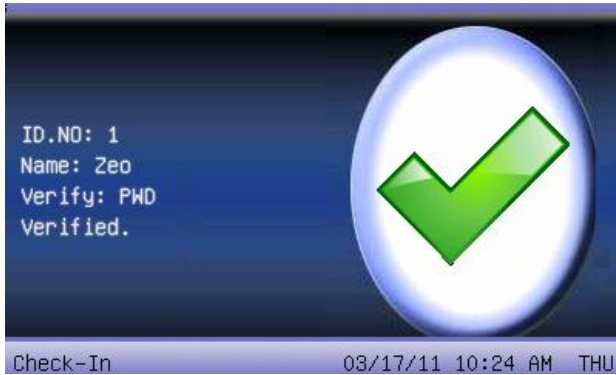 ID.NO: 1
Name: Zeo
Verify: PWD
Verified.
Check-In 03/17/11 10:24 AM THU